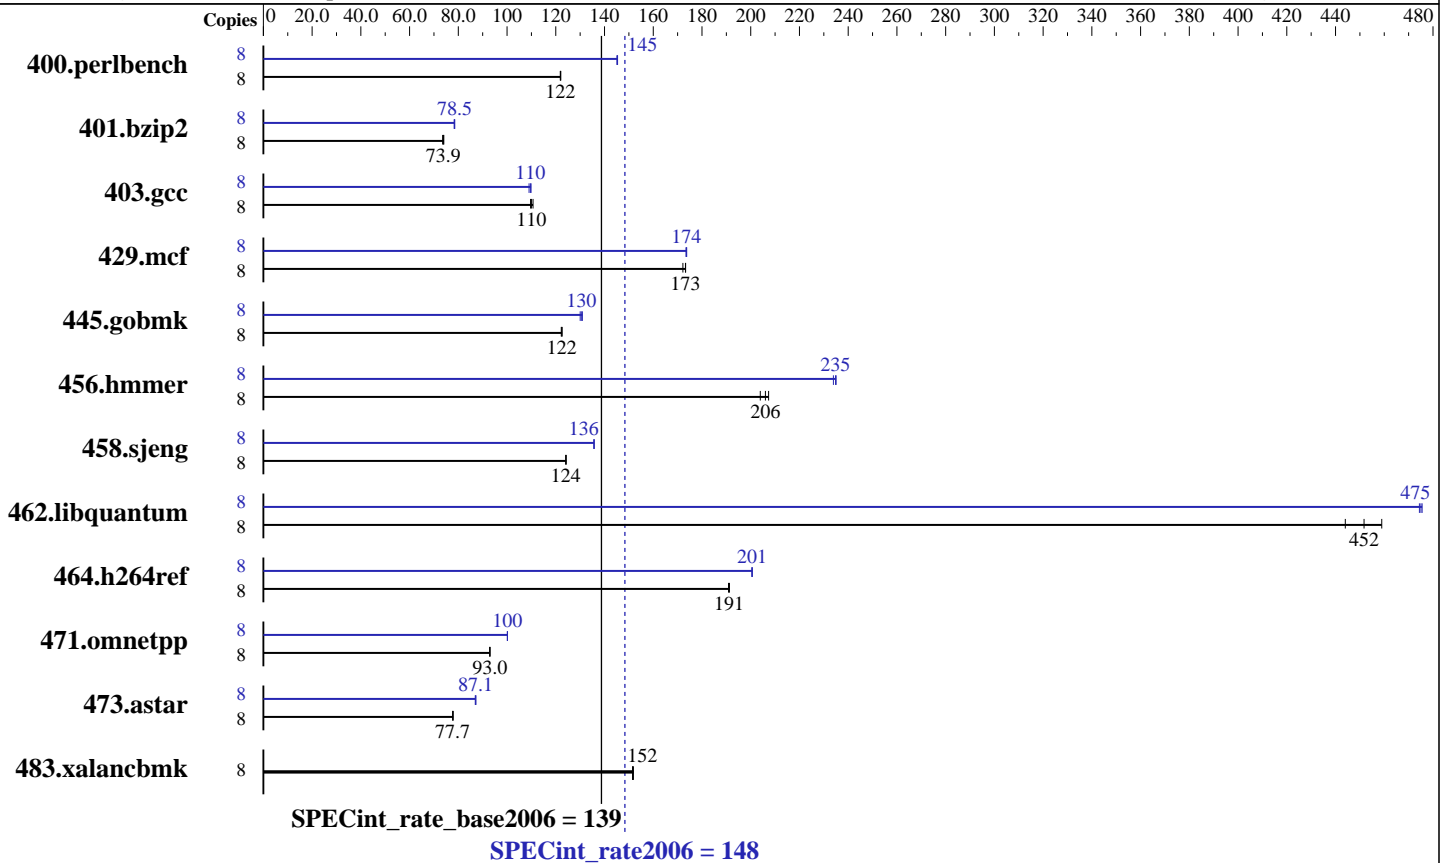 Copies 0 20.0 40.0 60.0 80.0 100 120 140 160 180 200 220 240 260 280 300 320 340 360 380 400 420 440 480
8 145
400.perlbench
8 122
8 78.5
401.bzip2
8 73.9
8 110
403.gcc
8 110
8 174
429.mcf
8 173
8 130
445.gobmk
8 122
8 235
456.hmmer
8 206
8 136
458.sjeng
8 124
8 475
462.libquantum
8 452
8 201
464.h264ref
8 191
8 100
471.omnetpp
8 93.0
8 87.1
473.astar
8 77.7
483.xalancbmk 8 152
SPECint_rate_base2006 = 139
SPECint_rate2006 = 148